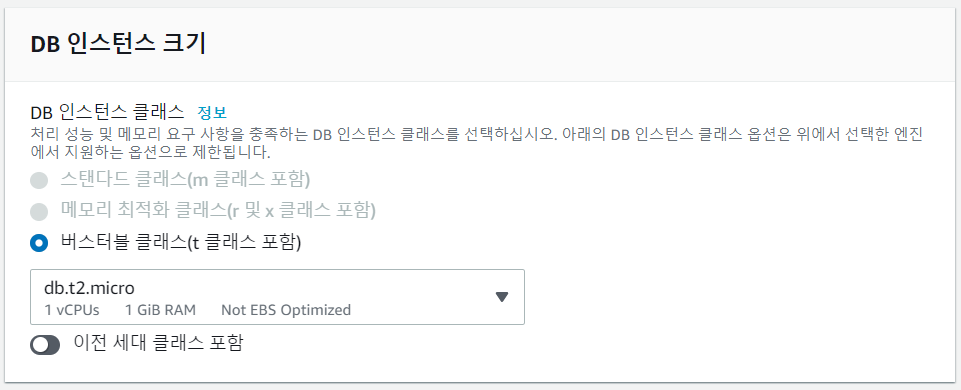 DB 인스턴스 크기
DB 인스턴스 클래스 정보
처리 성능 및 메모리 요구 사항을 충족하는 DB 인스턴스 클래스를 선택하십시오. 아래의 DB 인스턴스 클래스 옵션은 위에서 선택한 엔진
에서 지원하는 옵션으로 제한됩니다.
스탠다드 클래스(m 클래스 포함)
메모리 최적화 클래스(r 및 x 클래스 포함)
버스터블 클래스(t 클래스 포함)
db.t2.micro
1 vCPUs 1 GiB RAM Not EBS Optimized
이전 세대 클래스 포함